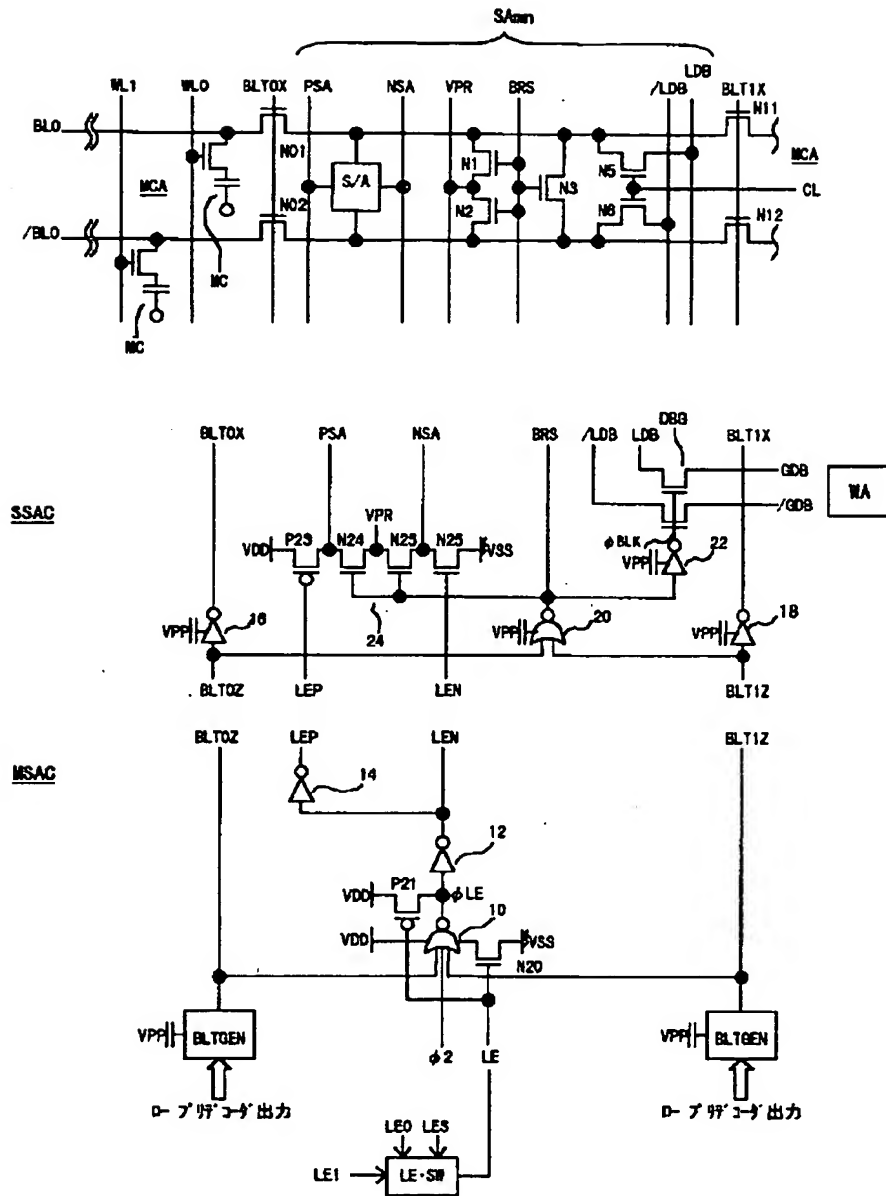 SAmn
LDB
WL1 WL0 BLT0X PSA NSA VPR BRS /LDB BLT1X
N11
BL0
N01 N1 MCA
MCA S/A N3 N5
CL
N02 N2 N6 N12
/BL0
MC
MC
DBG
BLT0X PSA NSA BRS /LDB LDB BLT1X
GDB
WA
SSAC
VPR /GDB
P23 N24 N25 N25
VDD VSS
φBLK
VPP 22
VPP 16 24 VPP 20 VPP 18
BLT0Z LEP LEN BLT1Z
BLT0Z LEP LEN BLT1Z
MSAC
14
12
P21
VDD φLE
10
VDD VSS
N20
VPP BLTGEN VPP BLTGEN
φ2 LE
ロープリデコーダ出力 ロープリデコーダ出力
LE0 LES
LE1 LE・SW